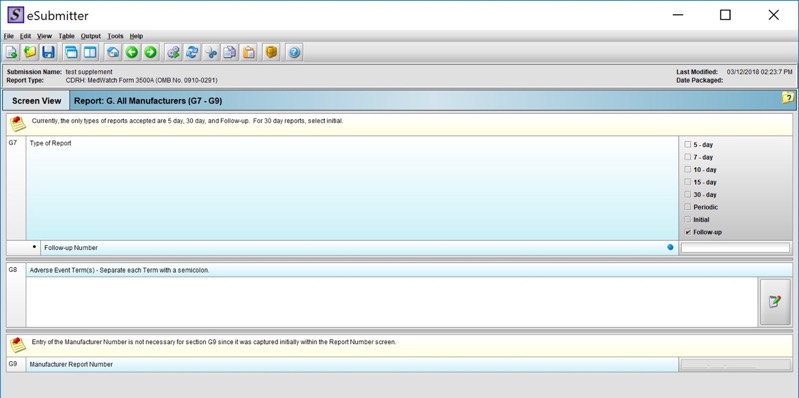 S eSubmitter
File Edit View Table Output Tools Help
Submission Name: test supplement
Last Modified: 03/12/2018 02:23:7 PM
Report Type: CDRH: MedWatch Form 3500A (OMB No. 0910-0291)
Date Packaged:
Screen View Report: G. All Manufacturers (G7 - G9)
Currently, the only types of reports accepted are 5 day, 30 day, and Follow-up. For 30 day reports, select initial.
G7 Type of Report
5 - day
7 - day
10 - day
15 - day
30 - day
Periodic
Initial
Follow-up
Follow-up Number
G8 Adverse Event Term(s) - Separate each Term with a semicolon.
Entry of the Manufacturer Number is not necessary for section G9 since it was captured initially within the Report Number screen.
G9 Manufacturer Report Number